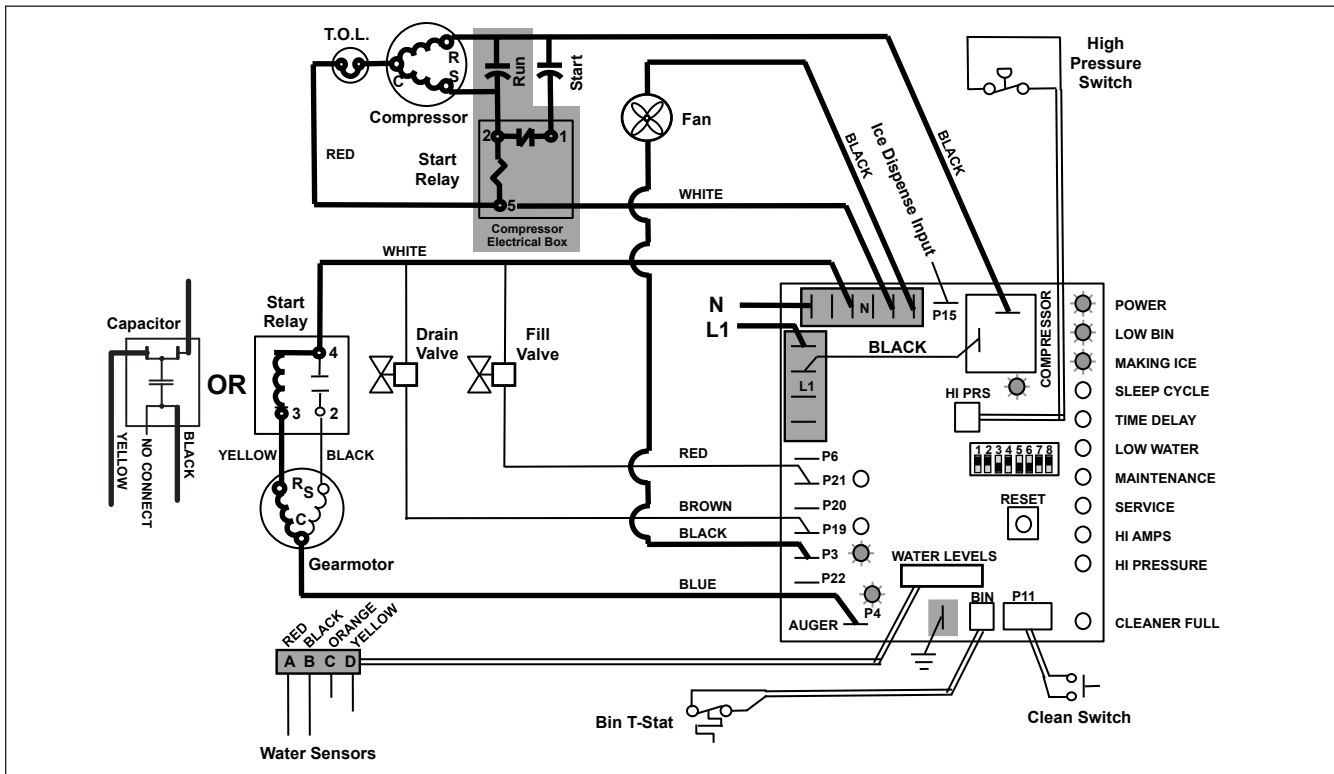 T.O.L.
R
S
C
Compressor
Run
Start
RED
2
1
Start
Relay
5
Compressor
Electrical Box
Fan
BLACK
Ice Dispense Input
BLACK
High
Pressure
Switch
WHITE
WHITE
Capacitor
YELLOW
NO CONNECT
BLACK
OR
Start
Relay
4
3
2
YELLOW
BLACK
R
S
C
Gearmotor
Drain
Valve
Fill
Valve
RED
BROWN
BLACK
BLUE
N
N
L1
L1
BLACK
P15
COMPRESSOR
HI PRS
1 2 3 4 5 6 7 8
RESET
P6
P21
P20
P19
P3
P22
P4
AUGER
WATER LEVELS
BIN
P11
POWER
LOW BIN
MAKING ICE
SLEEP CYCLE
TIME DELAY
LOW WATER
MAINTENANCE
SERVICE
HI AMPS
HI PRESSURE
CLEANER FULL
RED
BLACK
ORANGE
YELLOW
A B C D
Water Sensors
Bin T-Stat
Clean Switch